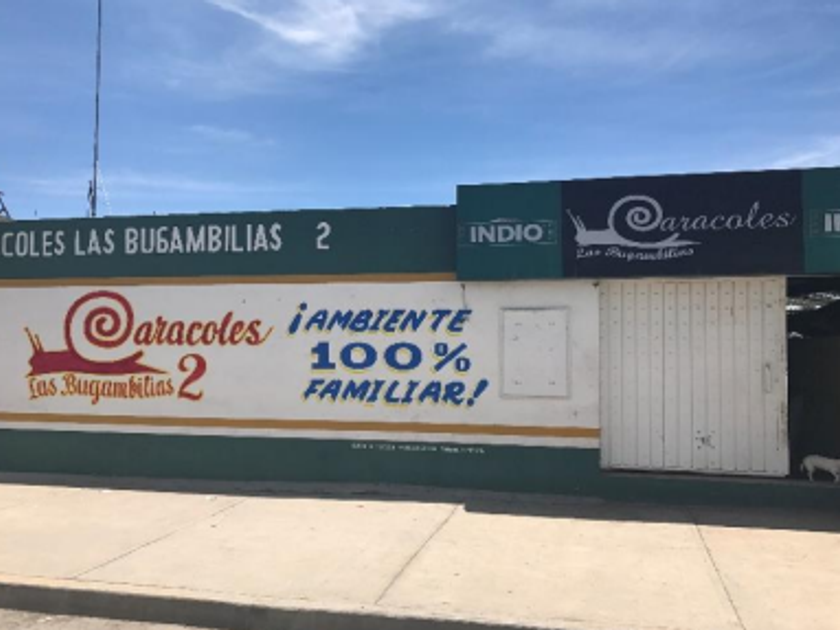 COLES LAS BUGAMBILIAS 2
INDIO
Caracoles
Las Bugambilias
Caracoles
Las Bugambilias 2
¡AMBIENTE
100%
FAMILIAR!